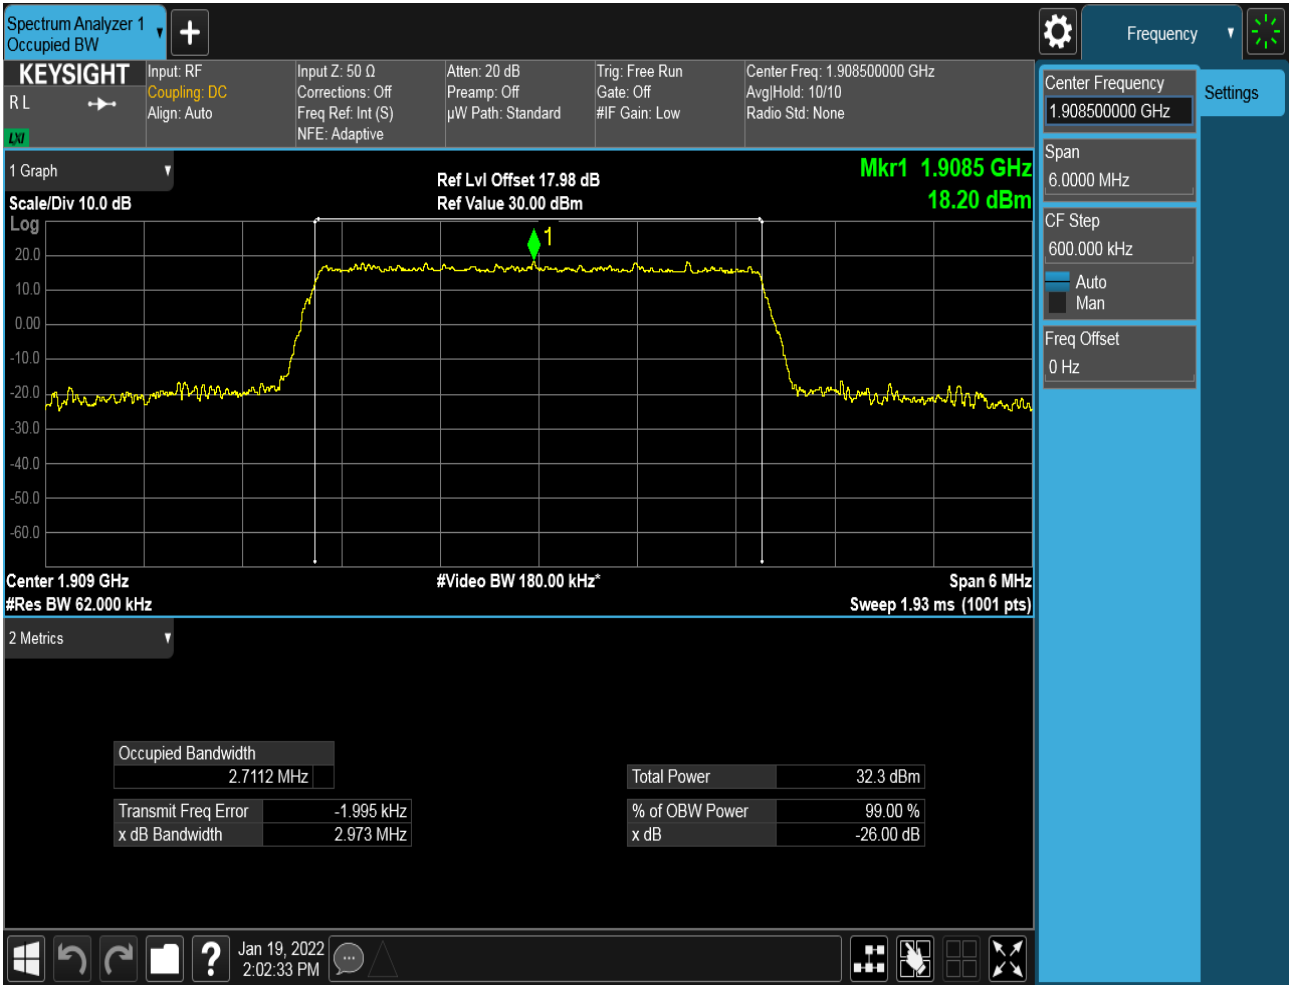 Spectrum Analyzer 1
Occupied BW
Frequency
KEYSIGHT
R L
LXI
Input: RF
Coupling: DC
Align: Auto
Input Z: 50 Ω
Corrections: Off
Freq Ref: Int (S)
NFE: Adaptive
Atten: 20 dB
Preamp: Off
µW Path: Standard
Trig: Free Run
Gate: Off
#IF Gain: Low
Center Freq: 1.908500000 GHz
Avg|Hold: 10/10
Radio Std: None
Center Frequency
1.908500000 GHz
Settings
Span
6.0000 MHz
CF Step
600.000 kHz
Auto
Man
Freq Offset
0 Hz
1 Graph
Scale/Div 10.0 dB
Ref Lvl Offset 17.98 dB
Ref Value 30.00 dBm
Mkr1 1.9085 GHz
18.20 dBm
Log
1
20.0
10.0
0.00
-10.0
-20.0
-30.0
-40.0
-50.0
-60.0
Center 1.909 GHz
#Video BW 180.00 kHz*
Span 6 MHz
#Res BW 62.000 kHz
Sweep 1.93 ms (1001 pts)
2 Metrics
Occupied Bandwidth
2.7112 MHz
Total Power 32.3 dBm
Transmit Freq Error -1.995 kHz
% of OBW Power 99.00 %
x dB Bandwidth 2.973 MHz
x dB -26.00 dB
?
Jan 19, 2022
2:02:33 PM